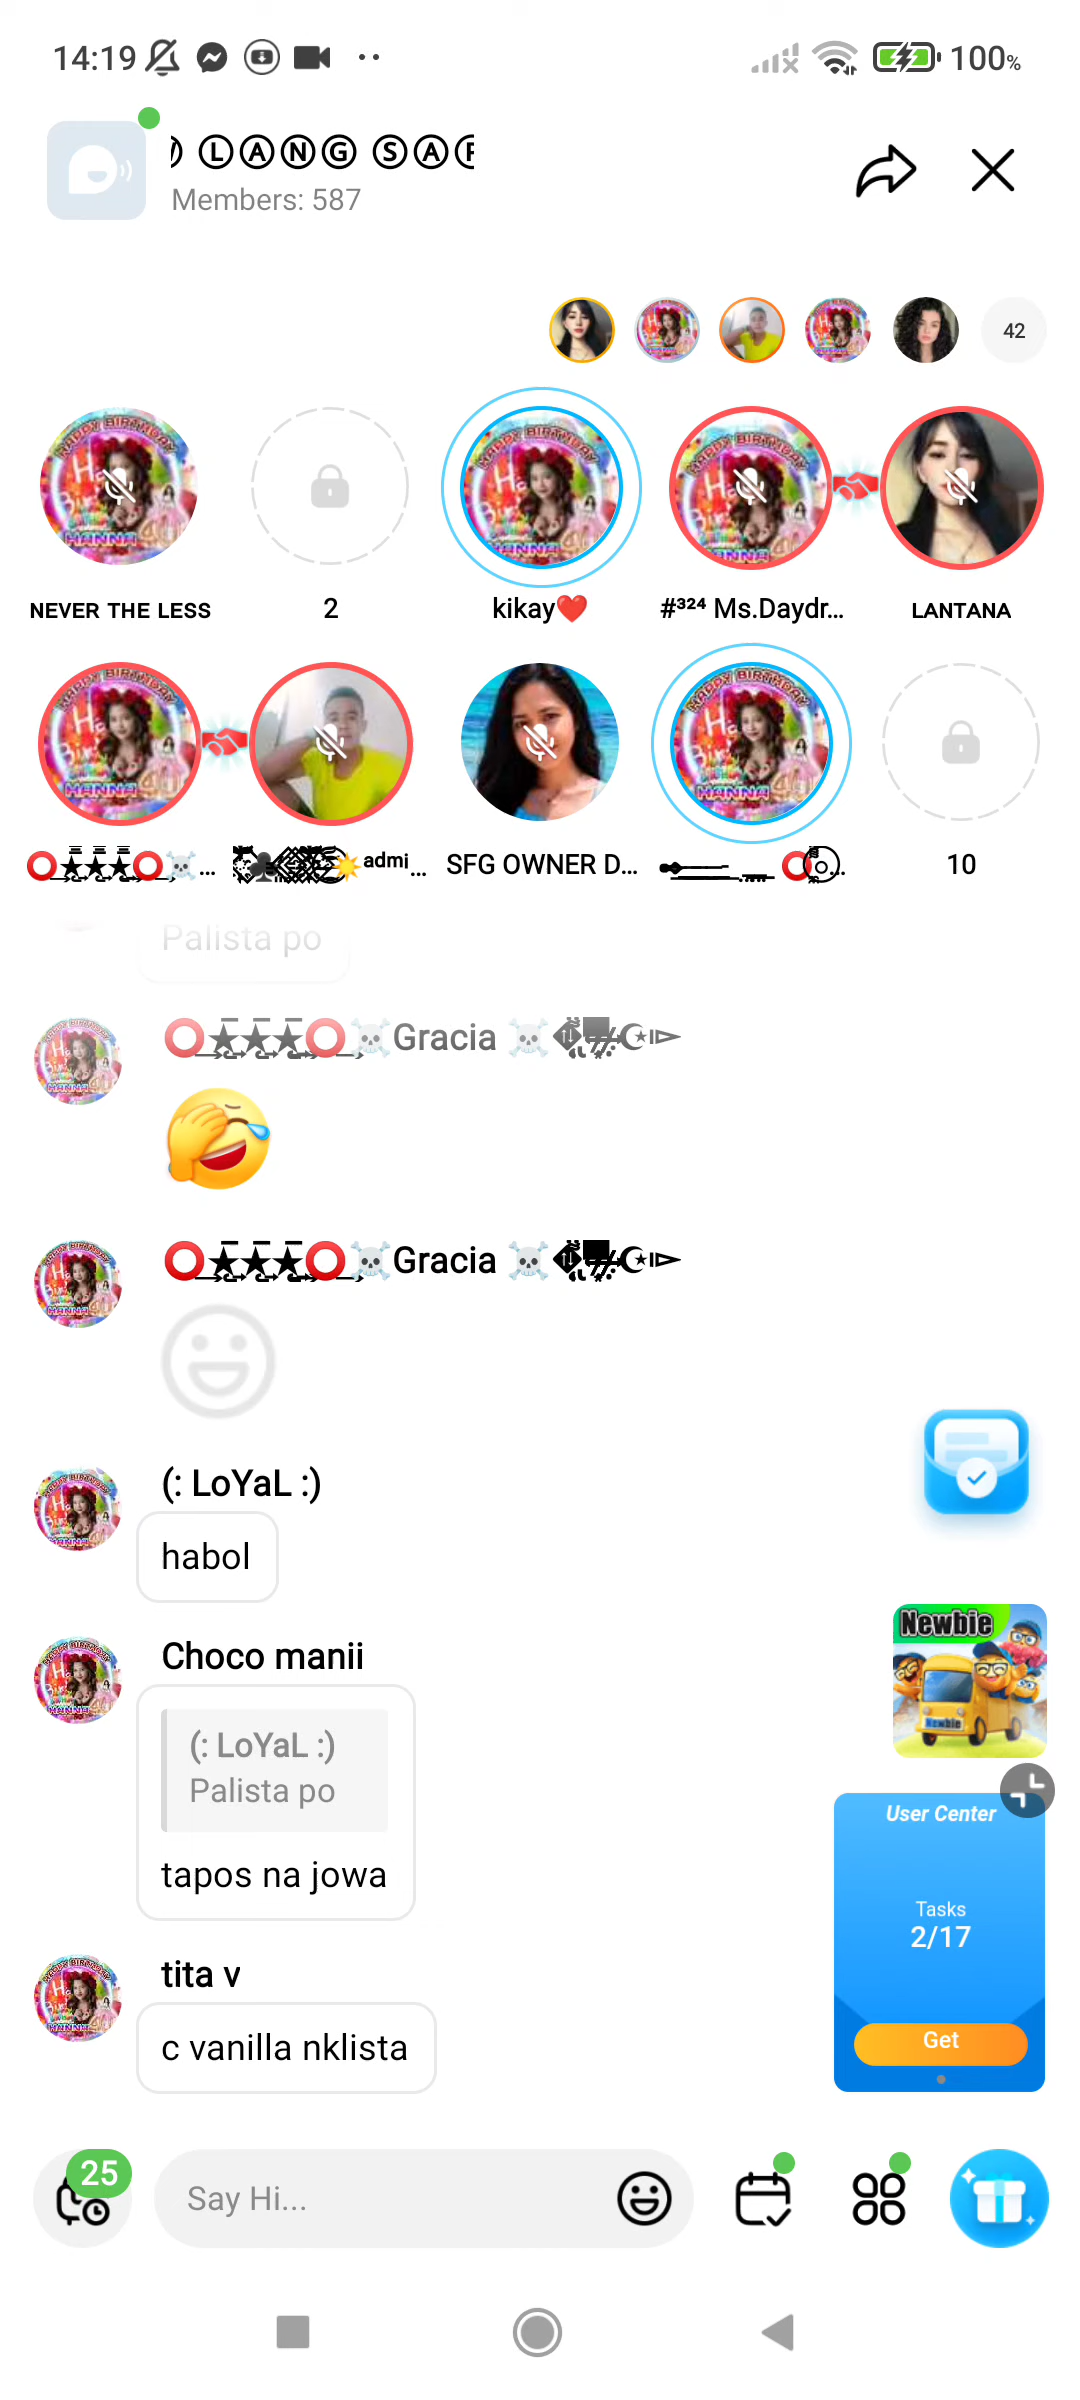 14:19
100%
Ⓛ Ⓐ Ⓝ Ⓖ Ⓢ Ⓐ
Members: 587
42
NEVER THE LESS
2
kikay❤️
#³²⁴ Ms.Daydr...
LANTANA
⭕★★★⭕☠️...
☀️ᵃᵈᵐⁱ...
SFG OWNER D...
10
Palista po
⭕★★★⭕☠️Gracia ☠️
⭕★★★⭕☠️Gracia ☠️
(: LoYaL :)
habol
Newbie
Newbie
Choco manii
(: LoYaL :)
Palista po
tapos na jowa
User Center
Tasks
2/17
Get
tita v
c vanilla nklista
25
Say Hi...